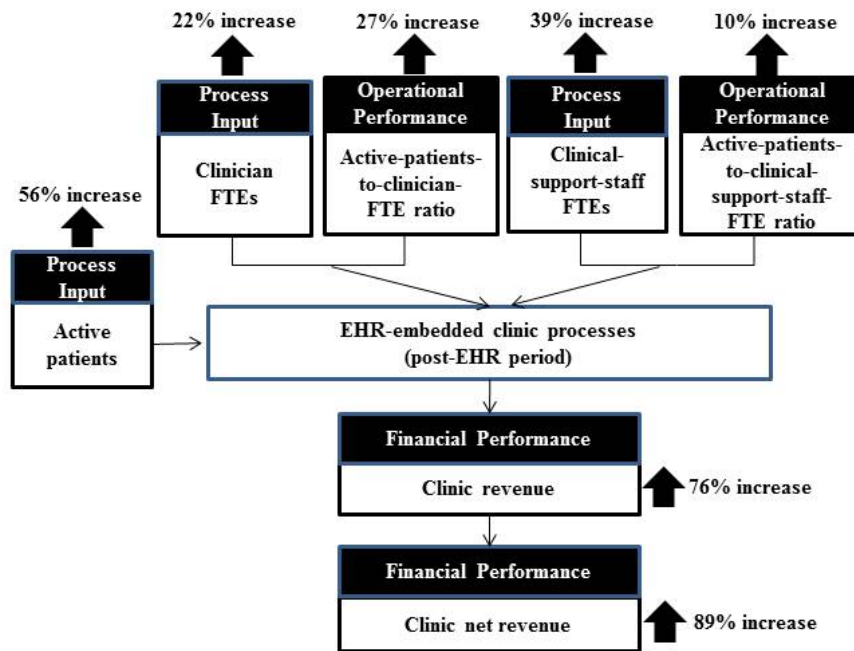 22% increase
27% increase
39% increase
10% increase
Process
Input
Clinician
FTEs
Operational
Performance
Active-patients-
to-clinician-
FTE ratio
Process
Input
Clinical-
support-staff
FTEs
Operational
Performance
Active-patients-
to-clinical-
support-staff-
FTE ratio
56% increase
Process
Input
Active
patients
EHR-embedded clinic processes
(post-EHR period)
Financial Performance
Clinic revenue
76% increase
Financial Performance
Clinic net revenue
89% increase